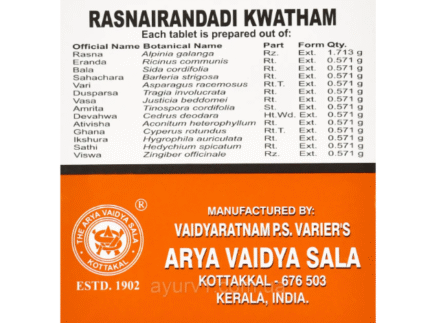 RASNAIRANDADI KWATHAM
Each tablet is prepared out of:
Official Name Botanical Name Part Form Qty.
Rasna Alpinia galanga Rz. Ext. 1.713 g
Eranda Ricinus communis Rt. Ext. 0.571 g
Bala Sida cordifolia Rt. Ext. 0.571 g
Sahachara Barleria strigosa Rt. Ext. 0.571 g
Vari Asparagus racemosus Rt.T. Ext. 0.571 g
Dusparsa Tragia involucrata Rt. Ext. 0.571 g
Vasa Justicia beddomei Rt. Ext. 0.571 g
Amrita Tinospora cordifolia St. Ext. 0.571 g
Devahwa Cedrus deodara Ht.Wd. Ext. 0.571 g
Ativisha Aconitum heterophyllum Rt. Ext. 0.571 g
Ghana Cyperus rotundus Rt.T. Ext. 0.571 g
Ikshura Hygrophila auriculata Rt. Ext. 0.571 g
Sathi Hedychium spicatum Rt. Ext. 0.571 g
Viswa Zingiber officinale Rz. Ext. 0.571 g
®
THE ARYA VAIDYA SALA
KOTTAKKAL
ESTD. 1902
MANUFACTURED BY:
VAIDYARATNAM P.S. VARIER'S
ARYA VAIDYA SALA
KOTTAKKAL - 676 503
KERALA, INDIA.